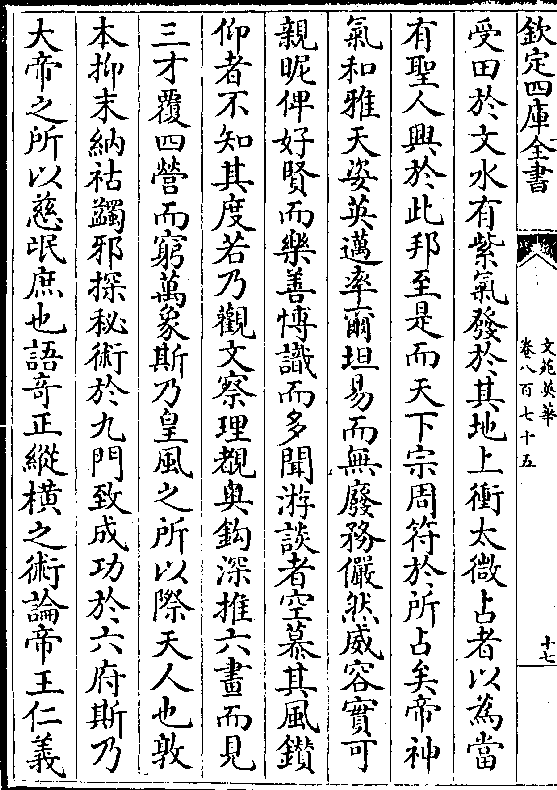 欽定四庫全書
文苑英華
卷八百七十五
十七
受田於文水有紫氣發於其地上衝太微占者以為當
有聖人興於此邦至是而天下宗周符於所占矣帝神
氣和雅天姿英邁率爾坦易而無廢務儼然威容實可
親昵俾好賢而樂善愽識而多聞游談者空慕其風鑚
仰者不知其度若乃觀文察理覩奥鈎深推六畫而見
三才覆四營而窮萬象斯乃皇風之所以際天人也敦
本抑末納祜蠲邪探秘術於九門致成功於六府斯乃
大帝之所以慈氓庶也語竒正縱横之術論帝王仁義